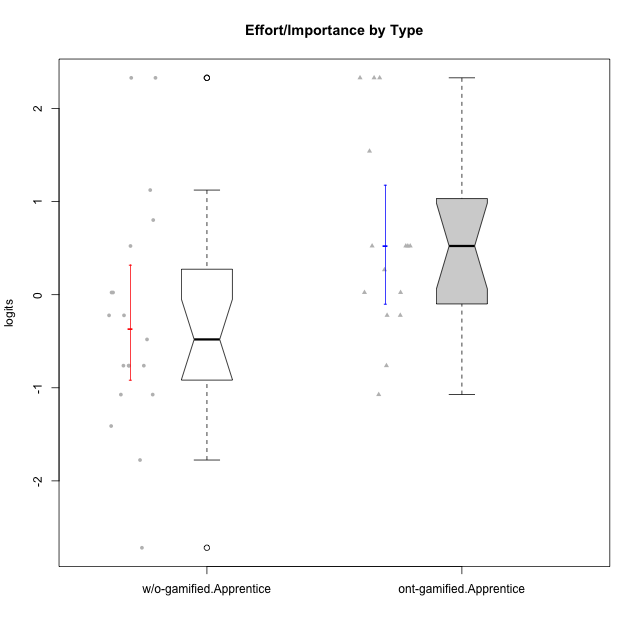 Effort/Importance by Type
logits
2
1
0
-1
-2
w/o-gamified.Apprentice
ont-gamified.Apprentice